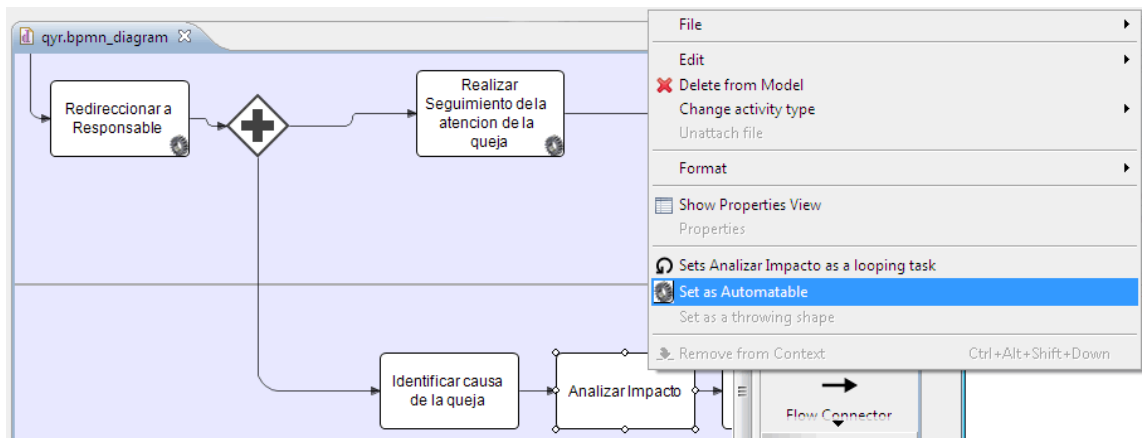 qyr.bpmn_diagram
Redireccionar a
Responsable
Realizar
Seguimiento de la
atencion de la
queja
Identificar causa
de la queja
Analizar Impacto
File
Edit
Delete from Model
Change activity type
Unattach file
Format
Show Properties View
Properties
Sets Analizar Impacto as a looping task
Set as Automatable
Set as a throwing shape
Remove from Context Ctrl+Alt+Shift+Down
Flow Connector